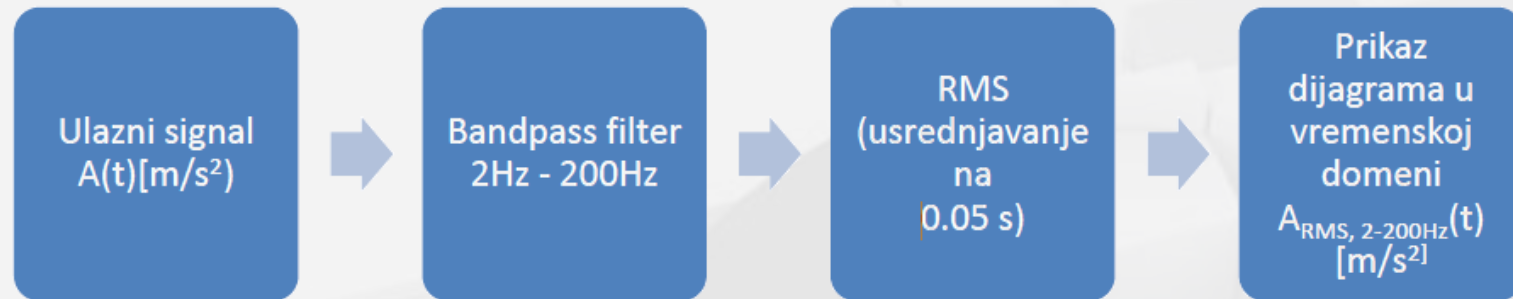 Ulazni signal
A(t)[m/s²)
Bandpass filter
2Hz - 200Hz
RMS
(usrednjavanje
na
0.05 s)
Prikaz
dijagrama u
vremenskoj
domeni
A_RMS, 2-200Hz(t)
[m/s²]